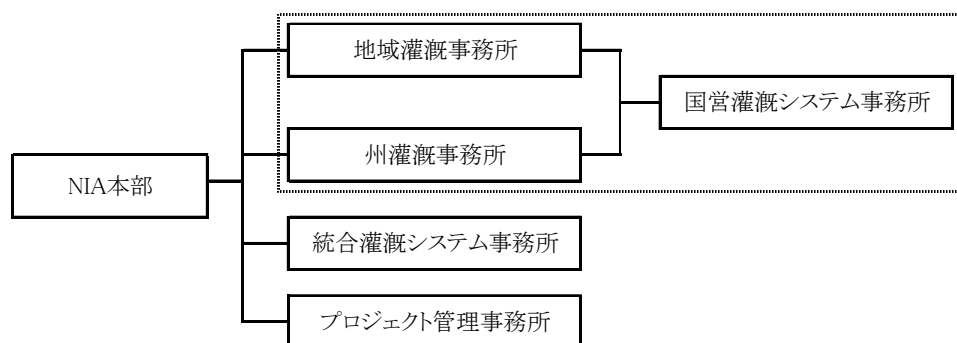 地域灌漑事務所
国営灌漑システム事務所
州灌漑事務所
NIA本部
統合灌漑システム事務所
プロジェクト管理事務所